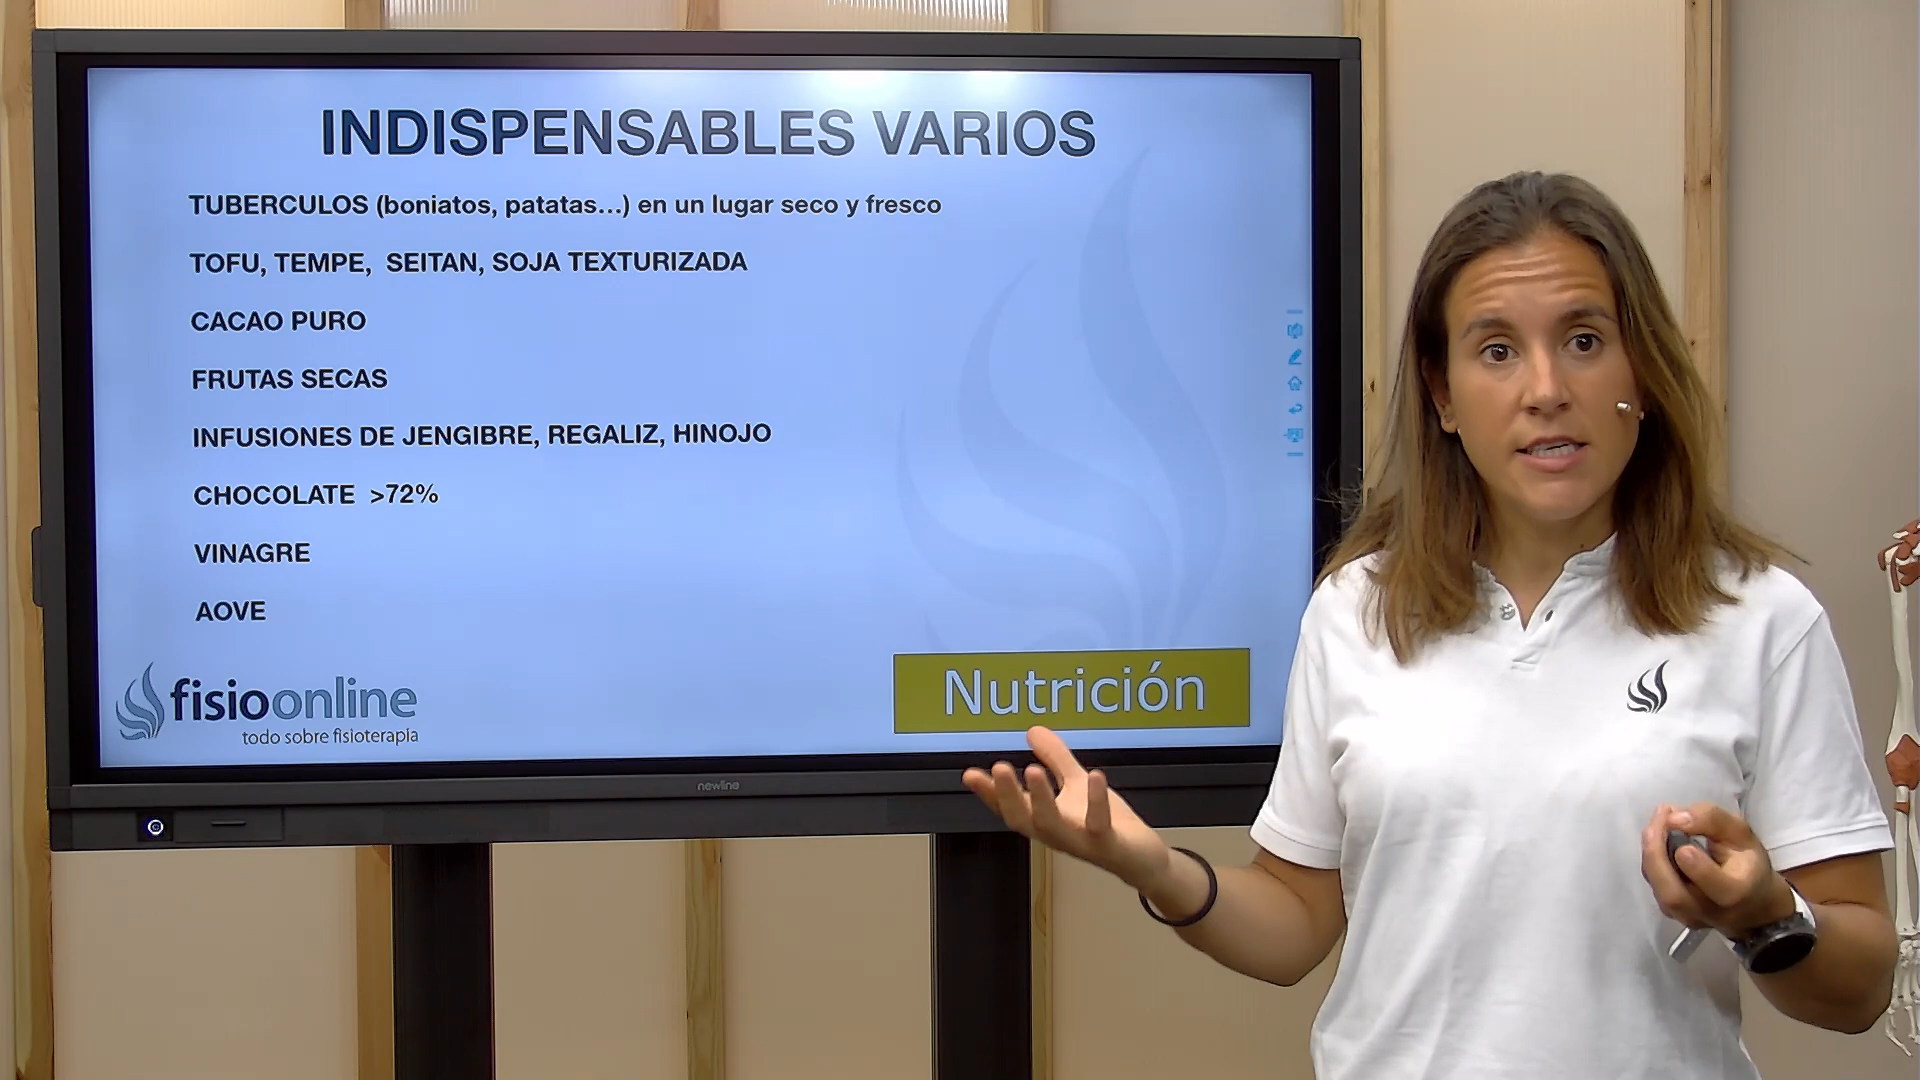 INDISPENSABLES VARIOS
TUBERCULOS (boniatos, patatas...) en un lugar seco y fresco
TOFU, TEMPE, SEITAN, SOJA TEXTURIZADA
CACAO PURO
FRUTAS SECAS
INFUSIONES DE JENGIBRE, REGALIZ, HINOJO
CHOCOLATE >72%
VINAGRE
AOVE
fisioonline
todo sobre fisioterapia
Nutrición
newline